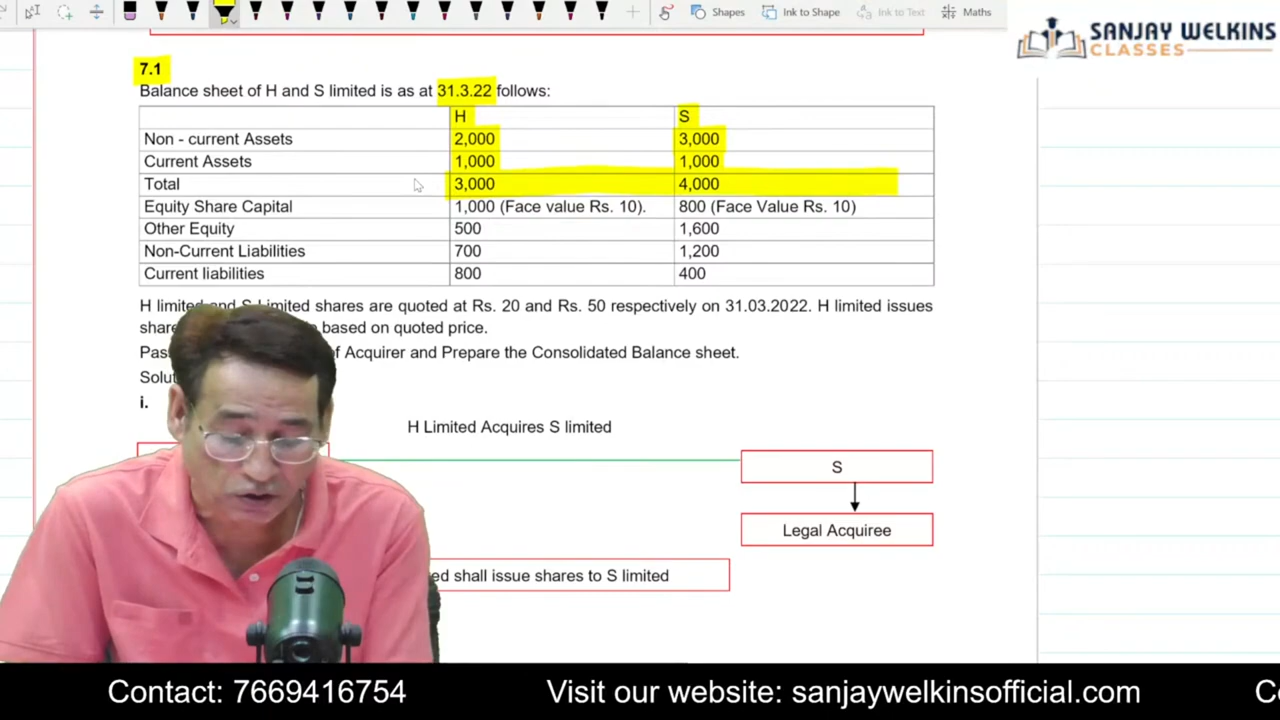 Shapes Ink to Shape Ink to Text Maths
SANJAY WELKINS
CLASSES
7.1
Balance sheet of H and S limited is as at 31.3.22 follows:
H S
Non - current Assets 2,000 3,000
Current Assets 1,000 1,000
Total 3,000 4,000
Equity Share Capital 1,000 (Face value Rs. 10). 800 (Face Value Rs. 10)
Other Equity 500 1,600
Non-Current Liabilities 700 1,200
Current liabilities 800 400
H limited and S Limited shares are quoted at Rs. 20 and Rs. 50 respectively on 31.03.2022. H limited issues
based on quoted price.
of Acquirer and Prepare the Consolidated Balance sheet.
i.
H Limited Acquires S limited
S
Legal Acquiree
shall issue shares to S limited
Contact: 7669416754 Visit our website: sanjaywelkinsofficial.com